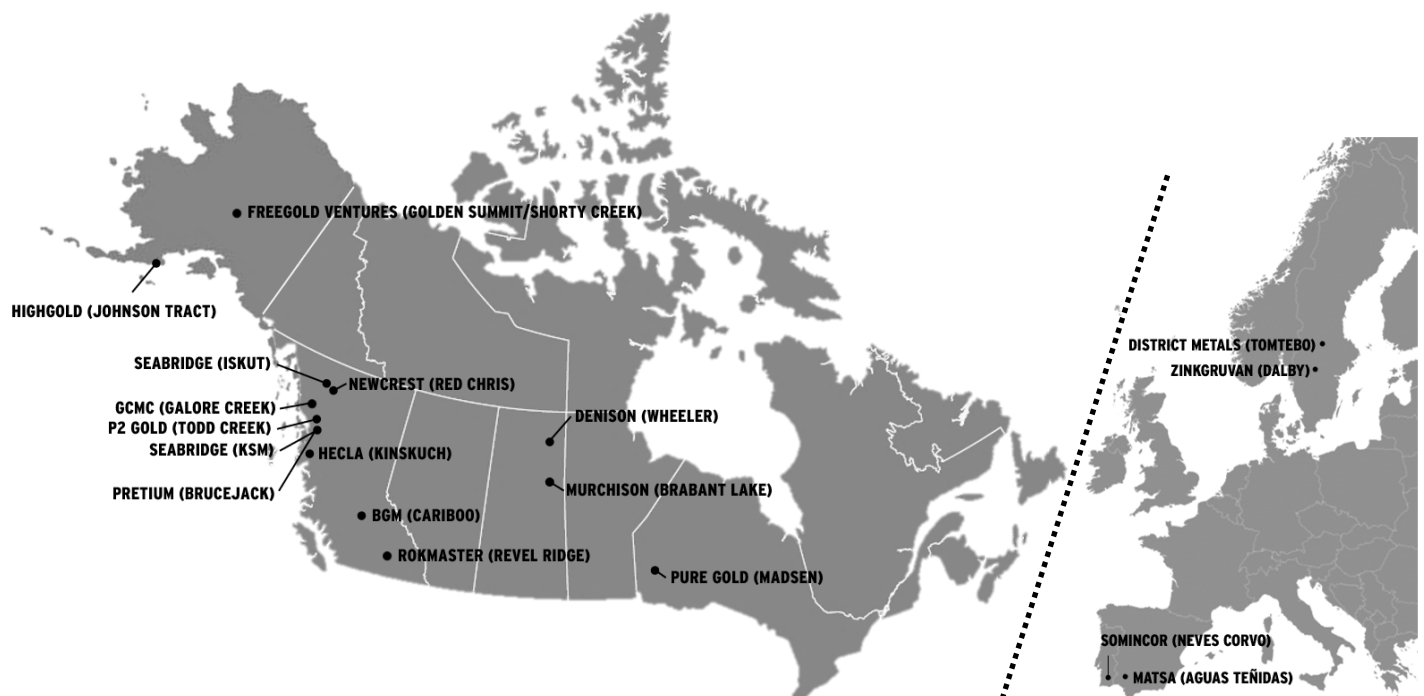 FREEGOLD VENTURES (GOLDEN SUMMIT/SHORTY CREEK)
HIGHGOLD (JOHNSON TRACT)
SEABRIDGE (ISKUT)
NEWCREST (RED CHRIS)
GCMC (GALORE CREEK)
P2 GOLD (TODD CREEK)
SEABRIDGE (KSM)
HECLA (KINSKUCH)
PRETIUM (BRUCEJACK)
BGM (CARIBOO)
ROKMASTER (REVEL RIDGE)
DENISON (WHEELER)
MURCHISON (BRABANT LAKE)
PURE GOLD (MADSEN)
DISTRICT METALS (TOMTEBO)
ZINKGRUVAN (DALBY)
SOMINCOR (NEVES CORVO)
MATSA (AGUAS TEÑIDAS)